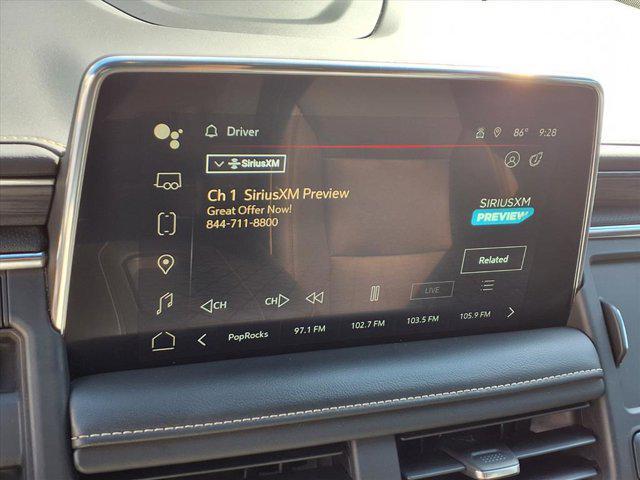 Driver
86° 9:28
SiriusXM
Ch 1 SiriusXM Preview
Great Offer Now!
844-711-8800
SIRIUSXM
PREVIEW
Related
CH
CH
LIVE
PopRocks
97.1 FM
102.7 FM
103.5 FM
105.9 FM